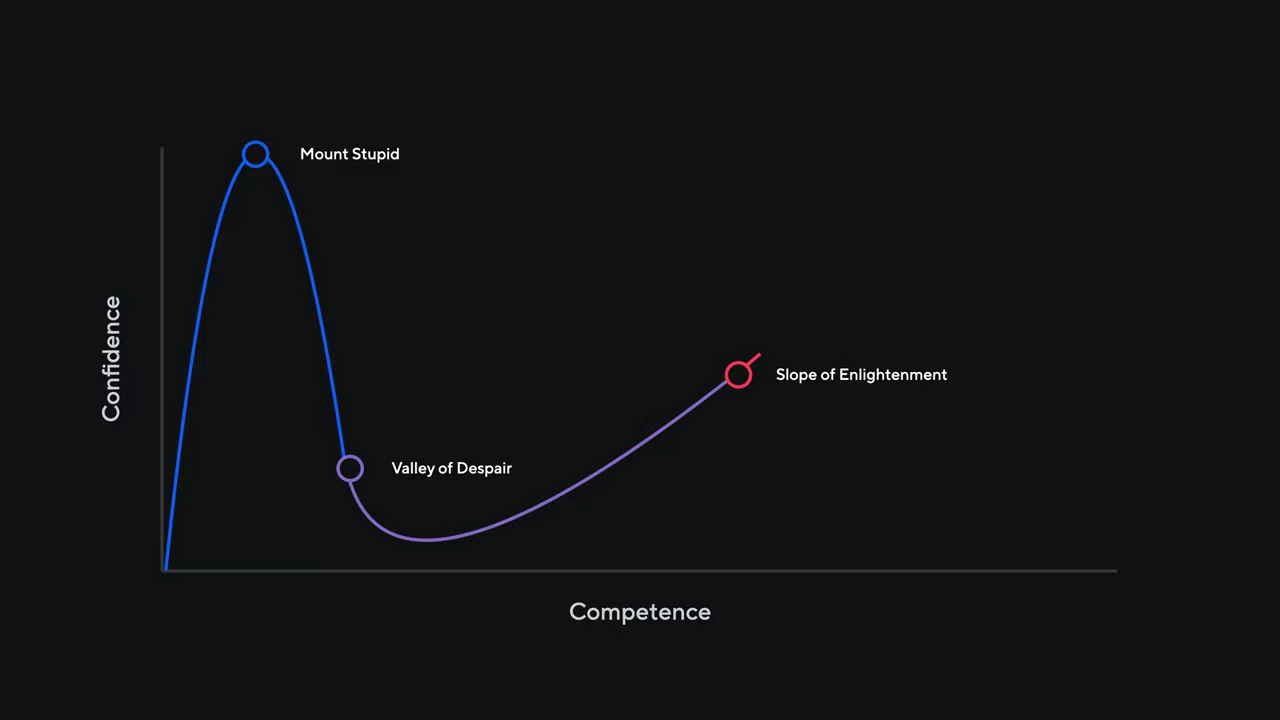 Mount Stupid
Confidence
Slope of Enlightenment
Valley of Despair
Competence